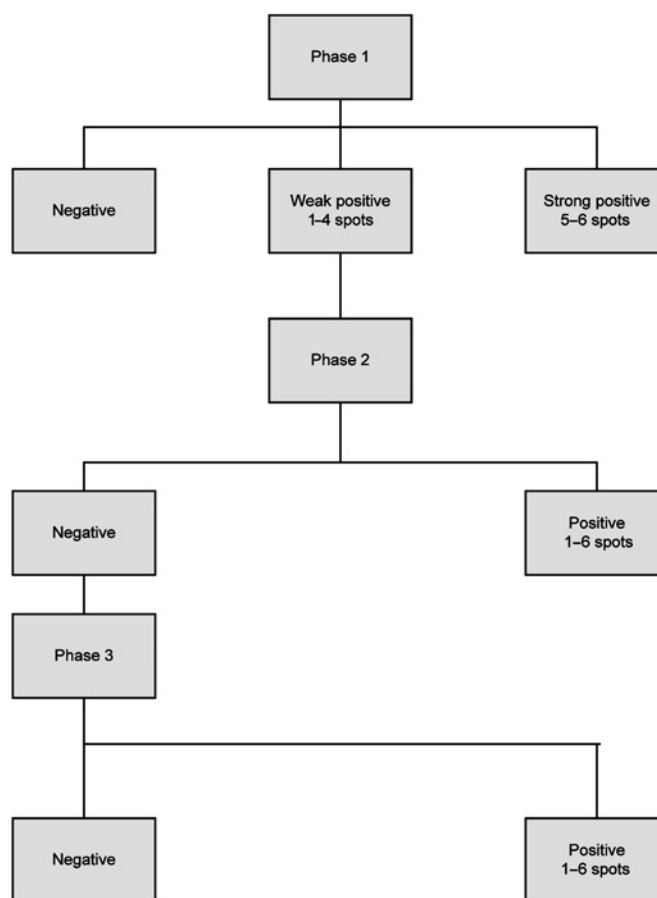 Phase 1
Negative
Weak positive
1–4 spots
Strong positive
5–6 spots
Phase 2
Negative
Positive
1–6 spots
Phase 3
Negative
Positive
1–6 spots